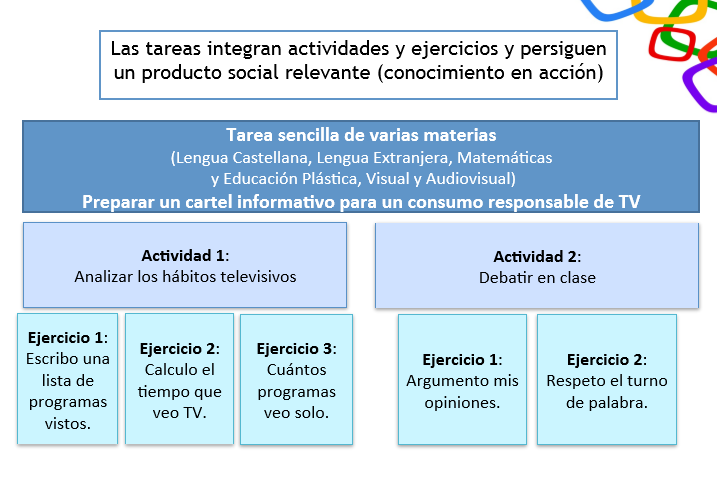 Las tareas integran actividades y ejercicios y persiguen
un producto social relevante (conocimiento en acción)
Tarea sencilla de varias materias
(Lengua Castellana, Lengua Extranjera, Matemáticas
y Educación Plástica, Visual y Audiovisual)
Preparar un cartel informativo para un consumo responsable de TV
Actividad 1:
Analizar los hábitos televisivos
Actividad 2:
Debatir en clase
Ejercicio 1:
Escribo una
lista de
programas
vistos.
Ejercicio 2:
Calculo el
tiempo que
veo TV.
Ejercicio 3:
Cuántos
programas
veo solo.
Ejercicio 1:
Argumento mis
opiniones.
Ejercicio 2:
Respeto el turno
de palabra.